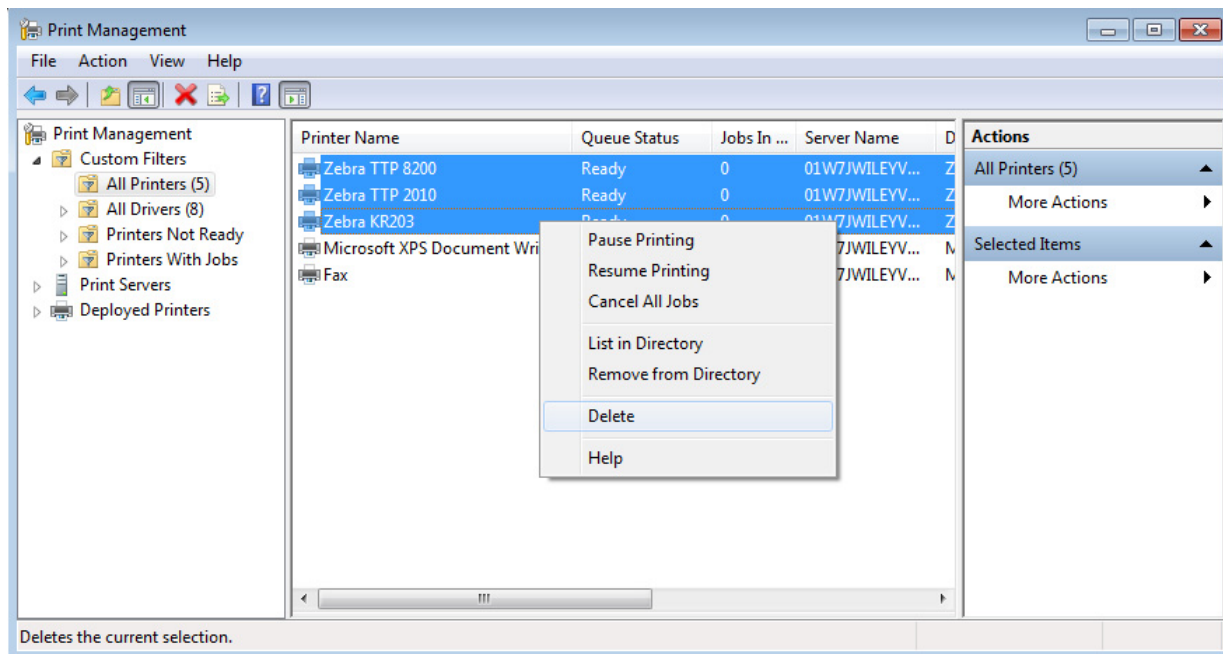 Print Management
File Action View Help
Print Management
Custom Filters
All Printers (5)
All Drivers (8)
Printers Not Ready
Printers With Jobs
Print Servers
Deployed Printers
Printer Name Queue Status Jobs In ... Server Name D
Zebra TTP 8200 Ready 0 01W7JWILEYV... Z
Zebra TTP 2010 Ready 0 01W7JWILEYV... Z
Zebra KR203 Ready 0 01W7JWILEYV... Z
Microsoft XPS Document Wri 7JWILEYV... M
Fax 7JWILEYV... M
Pause Printing
Resume Printing
Cancel All Jobs
List in Directory
Remove from Directory
Delete
Help
Actions
All Printers (5)
More Actions
Selected Items
More Actions
Deletes the current selection.